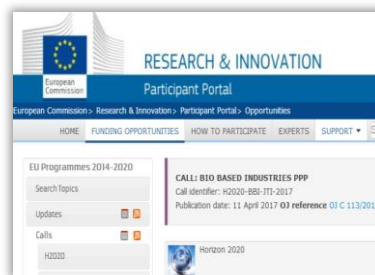 RESEARCH & INNOVATION
European
Commission
Participant Portal
European Commission > Research & Innovation > Participant Portal > Opportunities
HOME FUNDING OPPORTUNITIES HOW TO PARTICIPATE EXPERTS SUPPORT ▼
EU Programmes 2014-2020
Search Topics
Updates
Calls
H2020
CALL: BIO BASED INDUSTRIES PPP
Call identifier: H2020-BBI-JTI-2017
Publication date: 11 April 2017 OJ reference OJ C 113/201
Horizon 2020